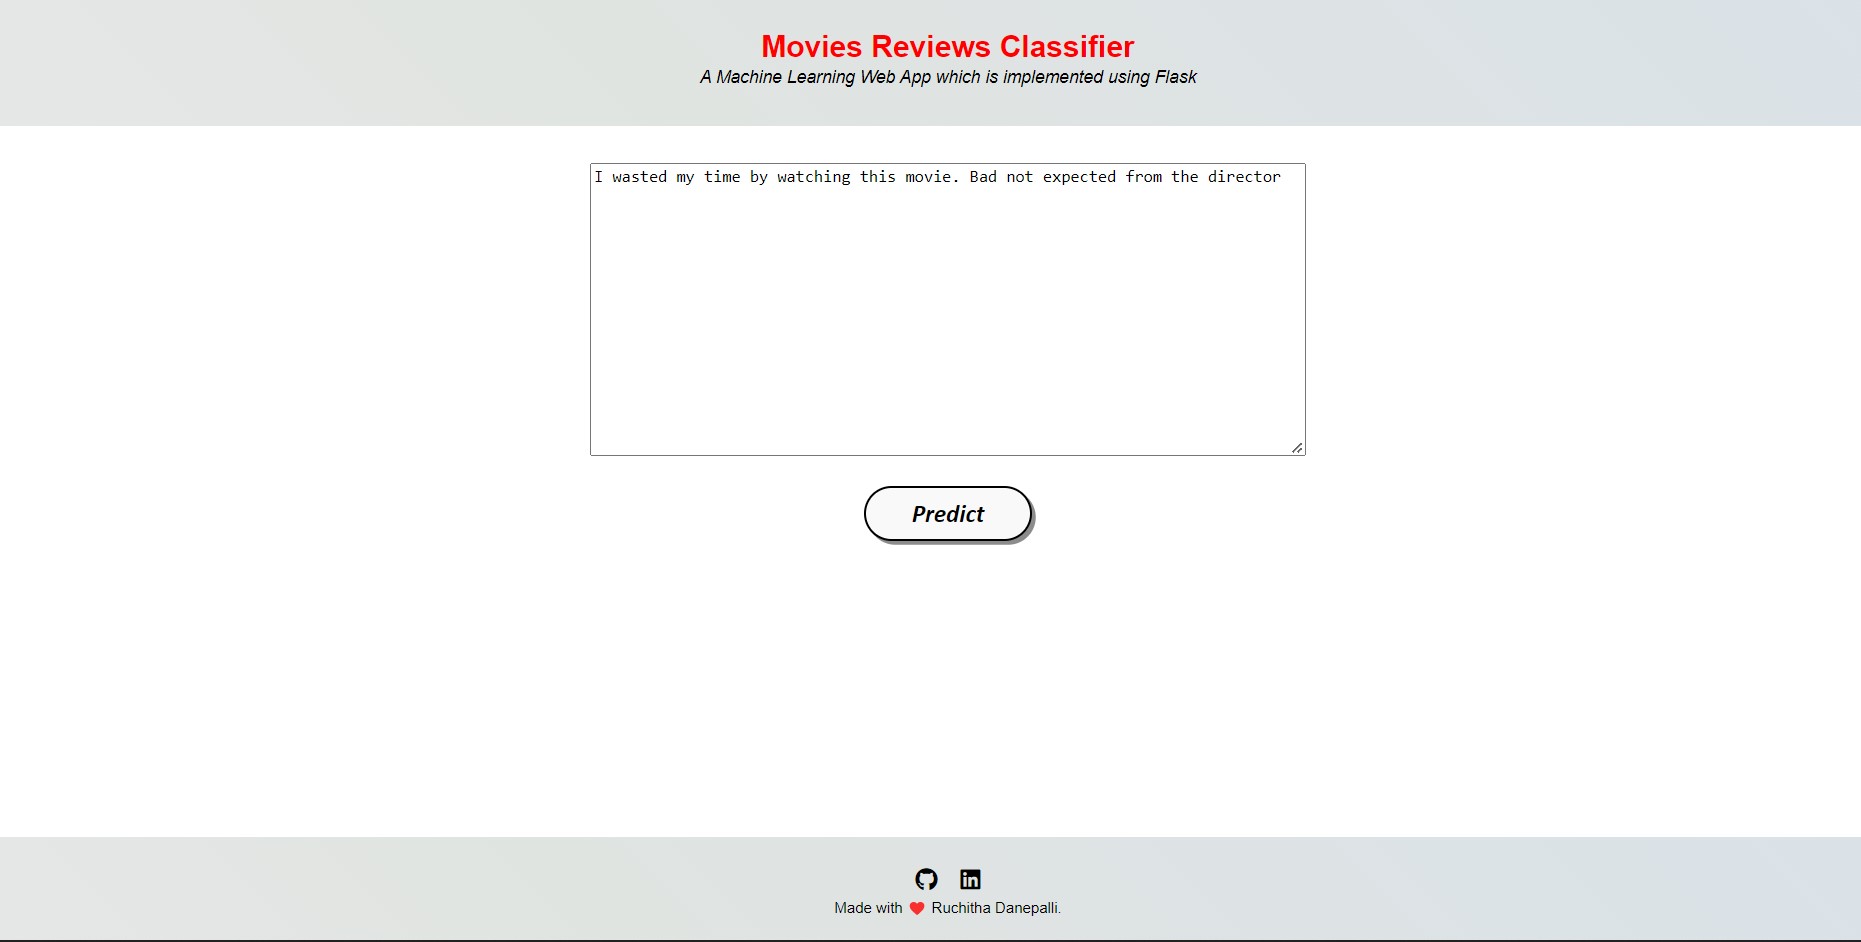 Movies Reviews Classifier
A Machine Learning Web App which is implemented using Flask
I wasted my time by watching this movie. Bad not expected from the director
Predict
in
Made with ❤ Ruchitha Danepalli.